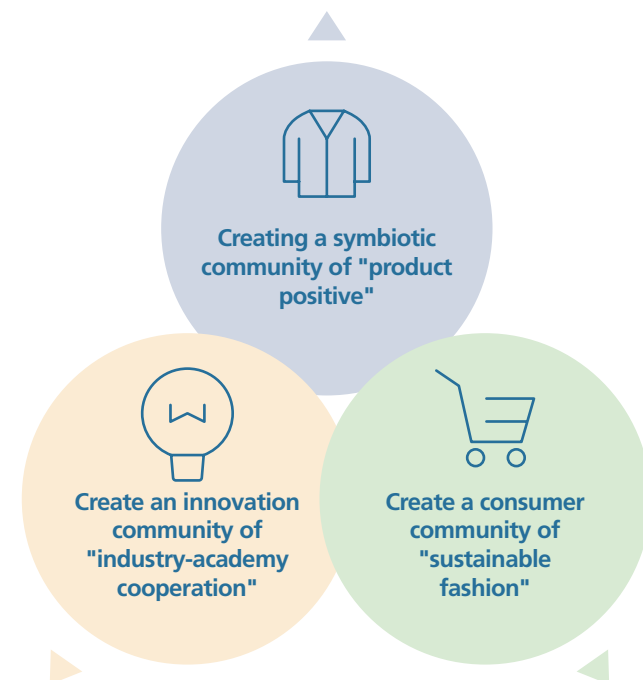 Creating a symbiotic
community of "product
positive"
Create an innovation
community of
"industry-academy
cooperation"
Create a consumer
community of
"sustainable
fashion"